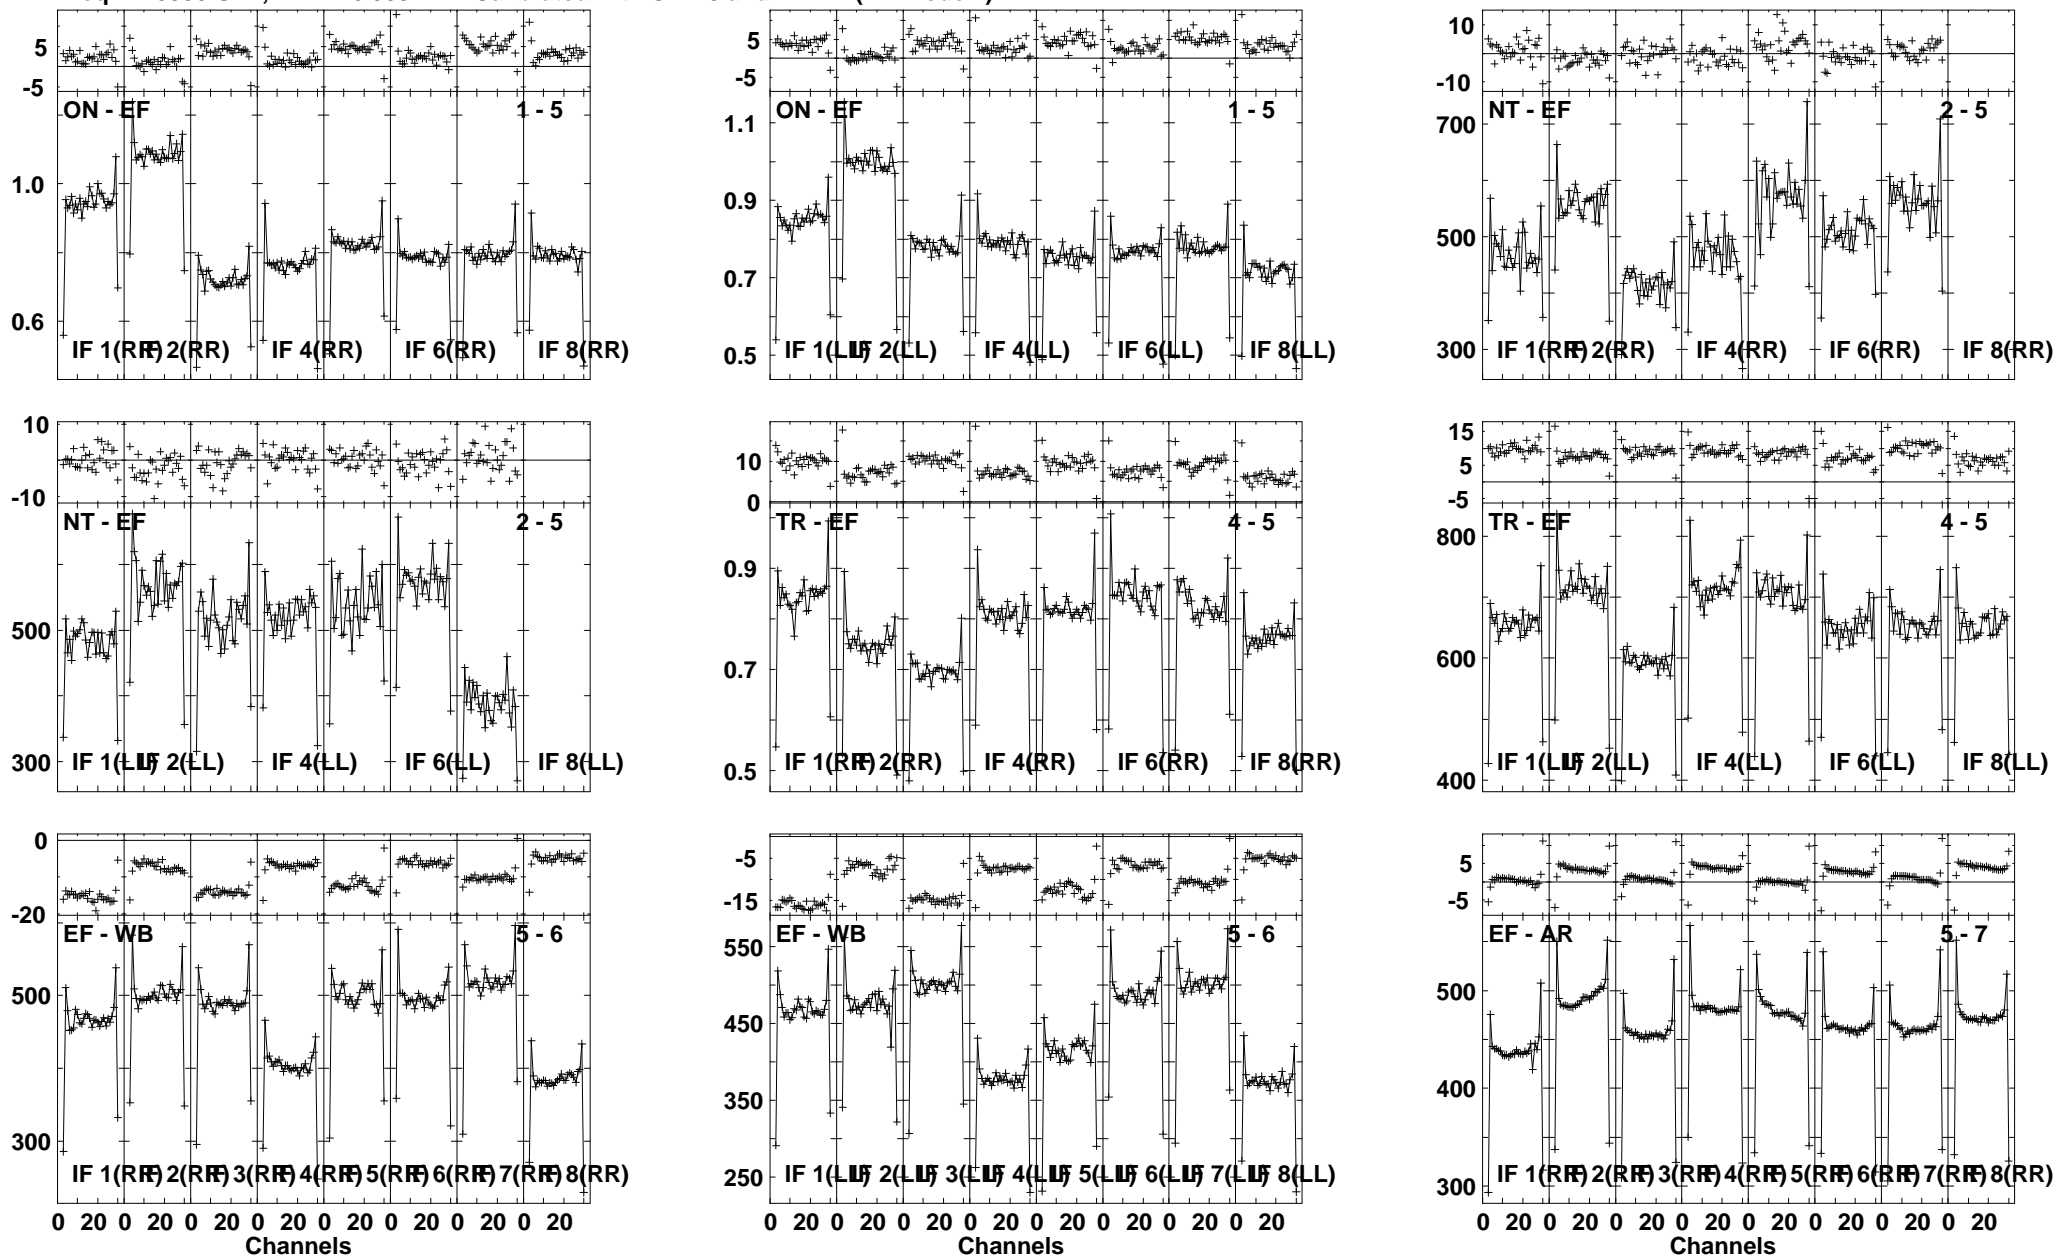 5
-5
ON - EF 1 - 5
1.0
0.6
IF 1(RR) IF 2(RR) IF 4(RR) IF 6(RR) IF 8(RR)
5
-5
ON - EF 1 - 5
1.1
0.9
0.7
0.5
IF 1(LL) IF 2(LL) IF 4(LL) IF 6(LL) IF 8(LL)
10
-10
NT - EF 2 - 5
700
500
300
IF 1(RR) IF 2(RR) IF 4(RR) IF 6(RR) IF 8(RR)
10
-10
NT - EF 2 - 5
500
300
IF 1(LL) IF 2(LL) IF 4(LL) IF 6(LL) IF 8(LL)
10
0
TR - EF 4 - 5
0.9
0.7
0.5
IF 1(RR) IF 2(RR) IF 4(RR) IF 6(RR) IF 8(RR)
15
5
-5
TR - EF 4 - 5
800
600
400
IF 1(LL) IF 2(LL) IF 4(LL) IF 6(LL) IF 8(LL)
0
-20
EF - WB 5 - 6
500
300
IF 1(RR) IF 2(RR) IF 3(RR) IF 4(RR) IF 5(RR) IF 6(RR) IF 7(RR) IF 8(RR)
0 20 0 20 0 20 0 20 0 20 0 20 0 20 0 20
Channels
-5
-15
EF - WB 5 - 6
550
450
350
250
IF 1(LL) IF 2(LL) IF 3(LL) IF 4(LL) IF 5(LL) IF 6(LL) IF 7(LL) IF 8(LL)
0 20 0 20 0 20 0 20 0 20 0 20 0 20 0 20
Channels
5
-5
EF - AR 5 - 7
500
400
300
IF 1(RR) IF 2(RR) IF 3(RR) IF 4(RR) IF 5(RR) IF 6(RR) IF 7(RR) IF 8(RR)
0 20 0 20 0 20 0 20 0 20 0 20 0 20 0 20
Channels